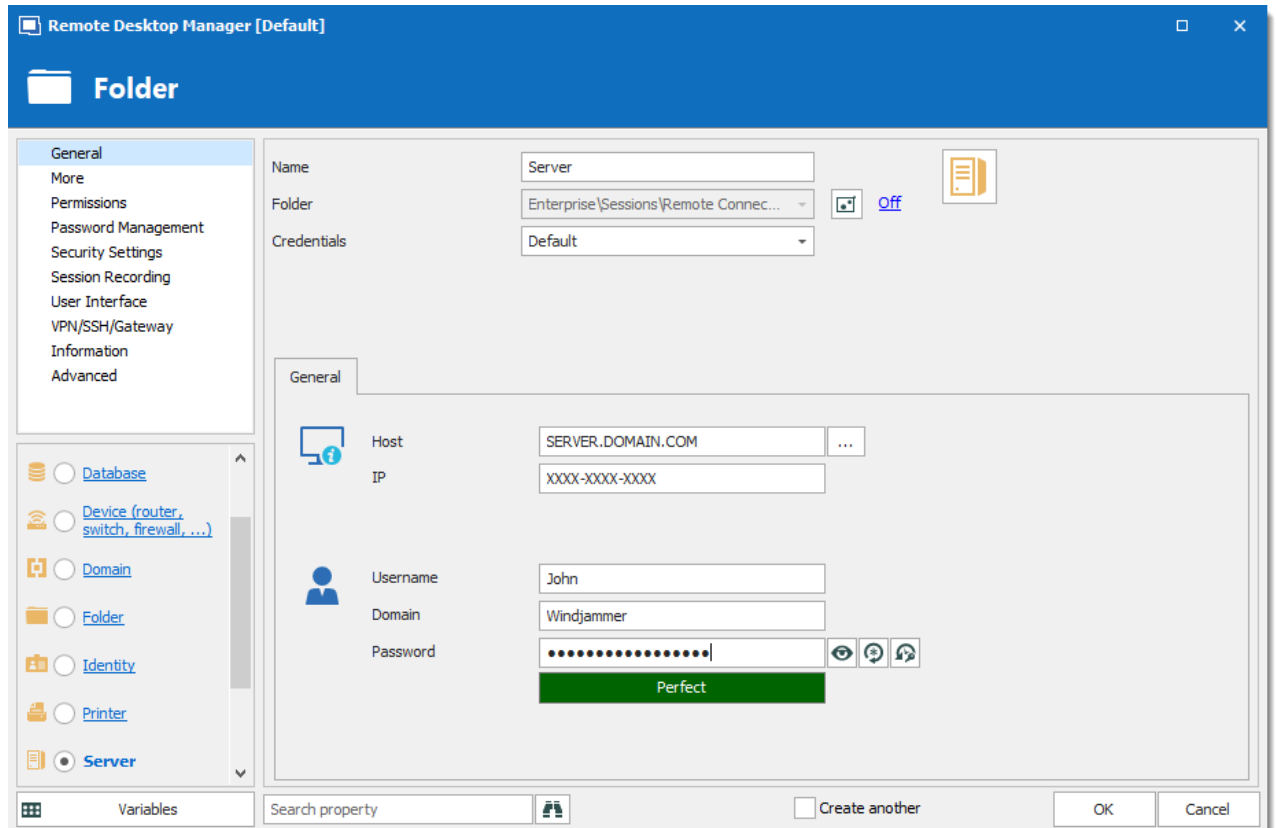 Remote Desktop Manager [Default]
Folder
General
More
Permissions
Password Management
Security Settings
Session Recording
User Interface
VPN/SSH/Gateway
Information
Advanced
Database
Device (router,
switch, firewall, ...)
Domain
Folder
Identity
Printer
Server
Variables
Name Server
Folder Enterprise\Sessions\Remote Connec... Off
Credentials Default
General
Host SERVER.DOMAIN.COM ...
IP XXXX-XXXX-XXXX
Username John
Domain Windjammer
Password •••••••••••••••••
Perfect
Search property
Create another
OK
Cancel